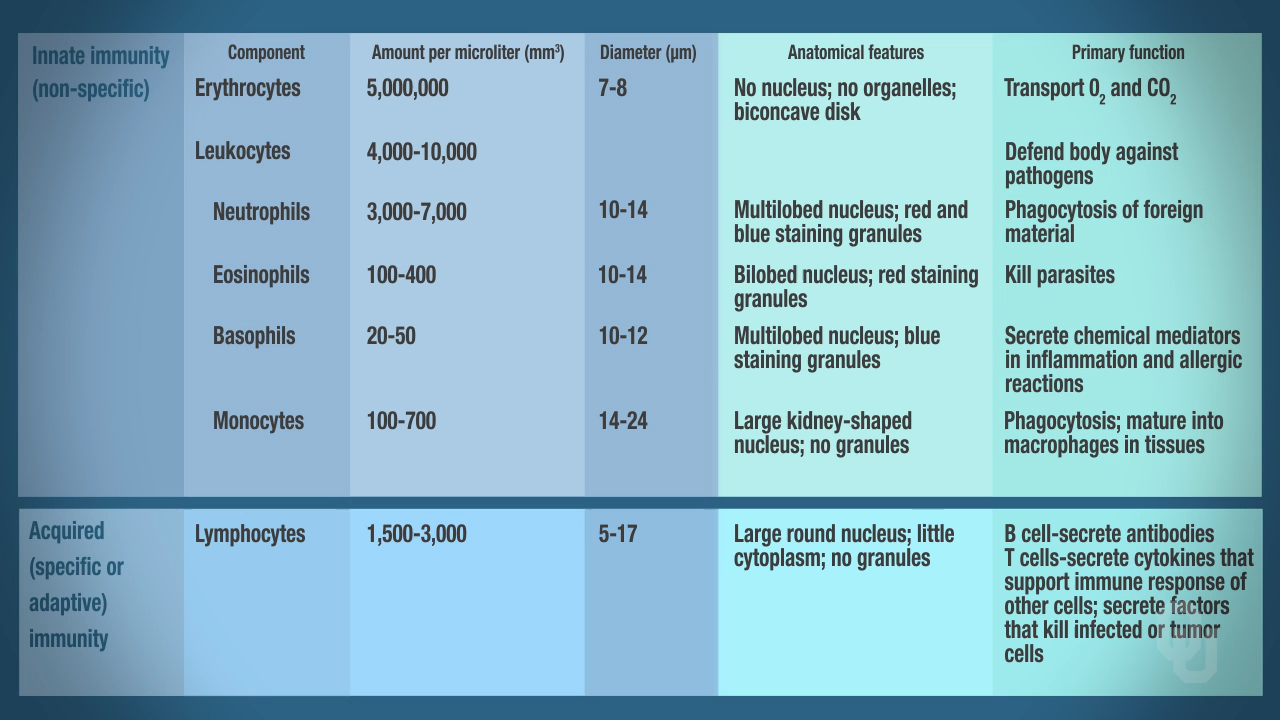 Innate immunity
(non-specific)
Component
Amount per microliter (mm³)
Diameter (μm)
Anatomical features
Primary function
Erythrocytes
5,000,000
7-8
No nucleus; no organelles;
biconcave disk
Transport 0₂ and CO₂
Leukocytes
4,000-10,000
Defend body against
pathogens
Neutrophils
3,000-7,000
10-14
Multilobed nucleus; red and
blue staining granules
Phagocytosis of foreign
material
Eosinophils
100-400
10-14
Bilobed nucleus; red staining
granules
Kill parasites
Basophils
20-50
10-12
Multilobed nucleus; blue
staining granules
Secrete chemical mediators
in inflammation and allergic
reactions
Monocytes
100-700
14-24
Large kidney-shaped
nucleus; no granules
Phagocytosis; mature into
macrophages in tissues
Acquired
(specific or
adaptive)
immunity
Lymphocytes
1,500-3,000
5-17
Large round nucleus; little
cytoplasm; no granules
B cell-secrete antibodies
T cells-secrete cytokines that
support immune response of
other cells; secrete factors
that kill infected or tumor
cells